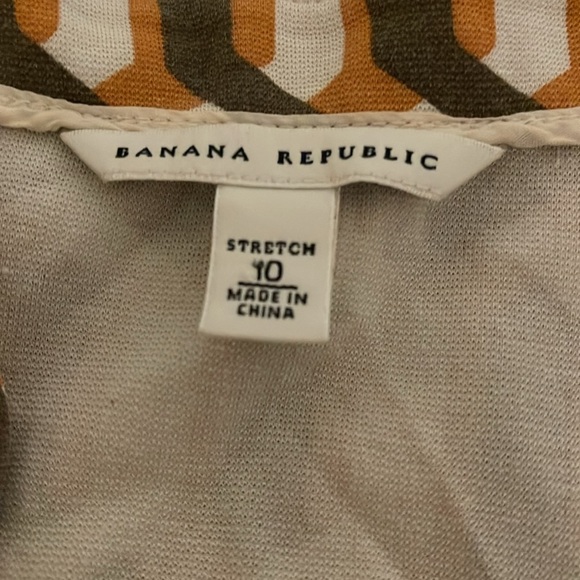 BANANA REPUBLIC
STRETCH
10
MADE IN
CHINA